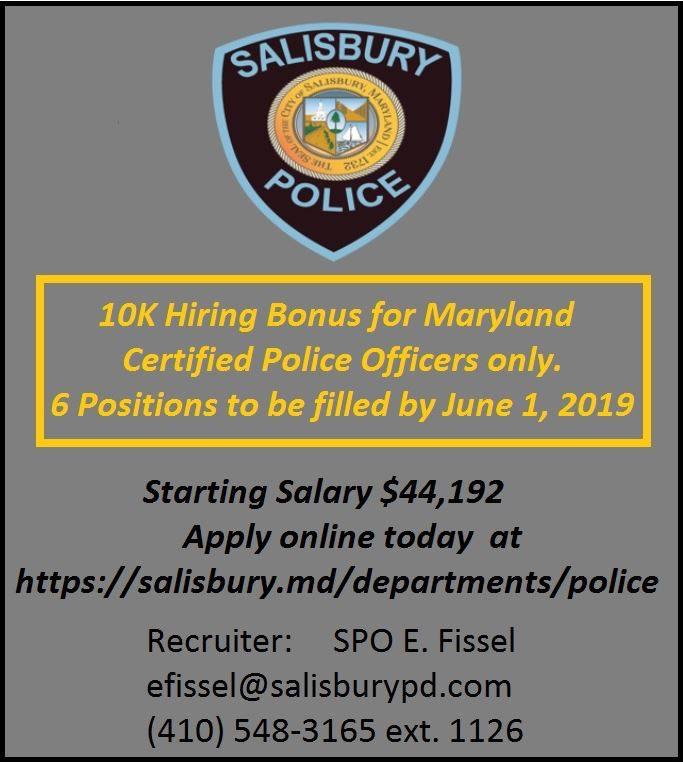 SALISBURY
THE SEAL OF THE CITY OF SALISBURY, MARYLAND | Est. 1732
POLICE
10K Hiring Bonus for Maryland
Certified Police Officers only.
6 Positions to be filled by June 1, 2019
Starting Salary $44,192
Apply online today at
https://salisbury.md/departments/police
Recruiter: SPO E. Fissel
efissel@salisburypd.com
(410) 548-3165 ext. 1126